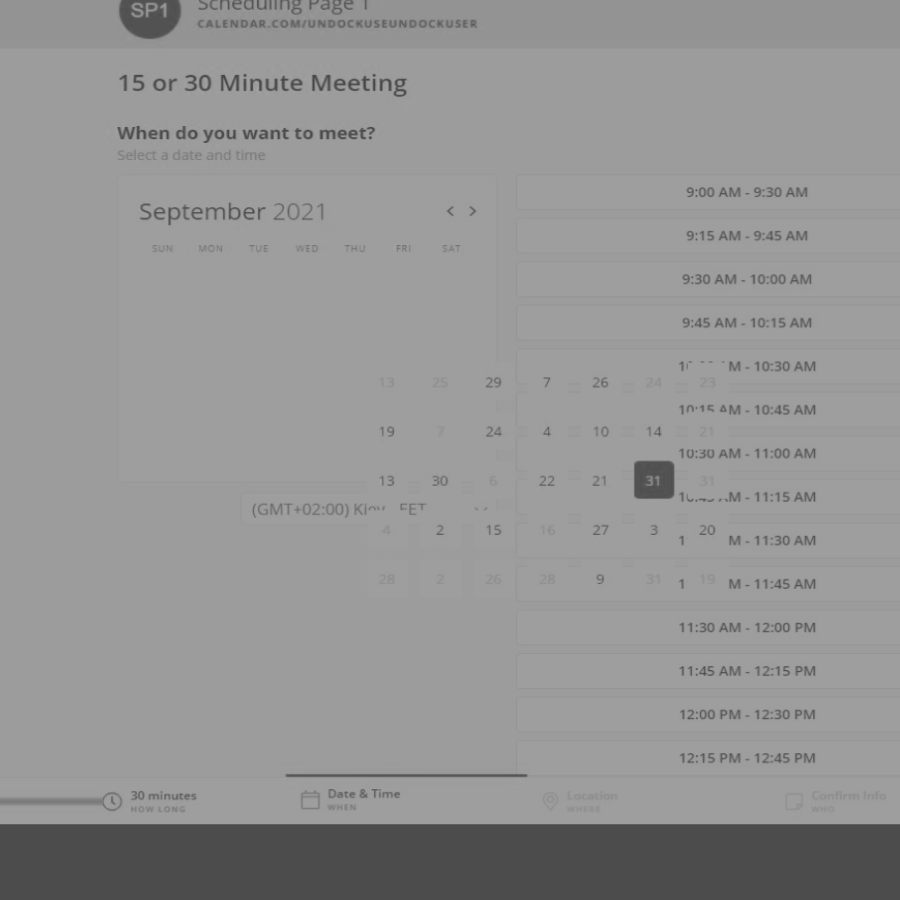 SP1
Scheduling Page 1
CALENDAR.COM/UNDOCKUSEUNDOCKUSER
15 or 30 Minute Meeting
When do you want to meet?
Select a date and time
September 2021
SUN MON TUE WED THU FRI SAT
13 25 29 7 26 24 23
19 7 24 4 10 14 21
13 30 6 22 21 31 31
4 2 15 16 27 3 20
28 2 26 28 9 31 19
(GMT+02:00) Kiev EET
9:00 AM - 9:30 AM
9:15 AM - 9:45 AM
9:30 AM - 10:00 AM
9:45 AM - 10:15 AM
M - 10:30 AM
10:15 AM - 10:45 AM
10:30 AM - 11:00 AM
AM - 11:15 AM
M - 11:30 AM
M - 11:45 AM
11:30 AM - 12:00 PM
11:45 AM - 12:15 PM
12:00 PM - 12:30 PM
12:15 PM - 12:45 PM
30 minutes
HOW LONG
Date & Time
WHEN
Location
WHERE
Confirm Info
WHO